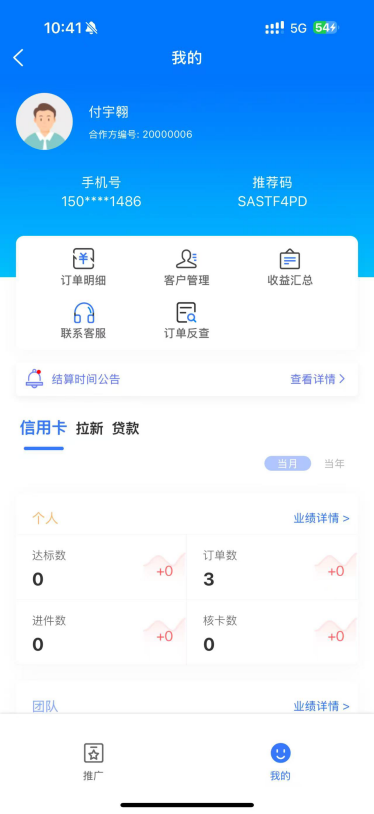 10:41 5G 54
我的
付宇翱
合作方编号: 20000006
手机号 推荐码
150****1486 SASTF4PD
订单明细 客户管理 收益汇总
联系客服 订单反查
结算时间公告 查看详情
信用卡 拉新 贷款
当月 当年
个人 业绩详情 >
达标数 订单数
0 +0 3 +0
进件数 核卡数
0 +0 0 +0
团队 业绩详情 >
推广 我的